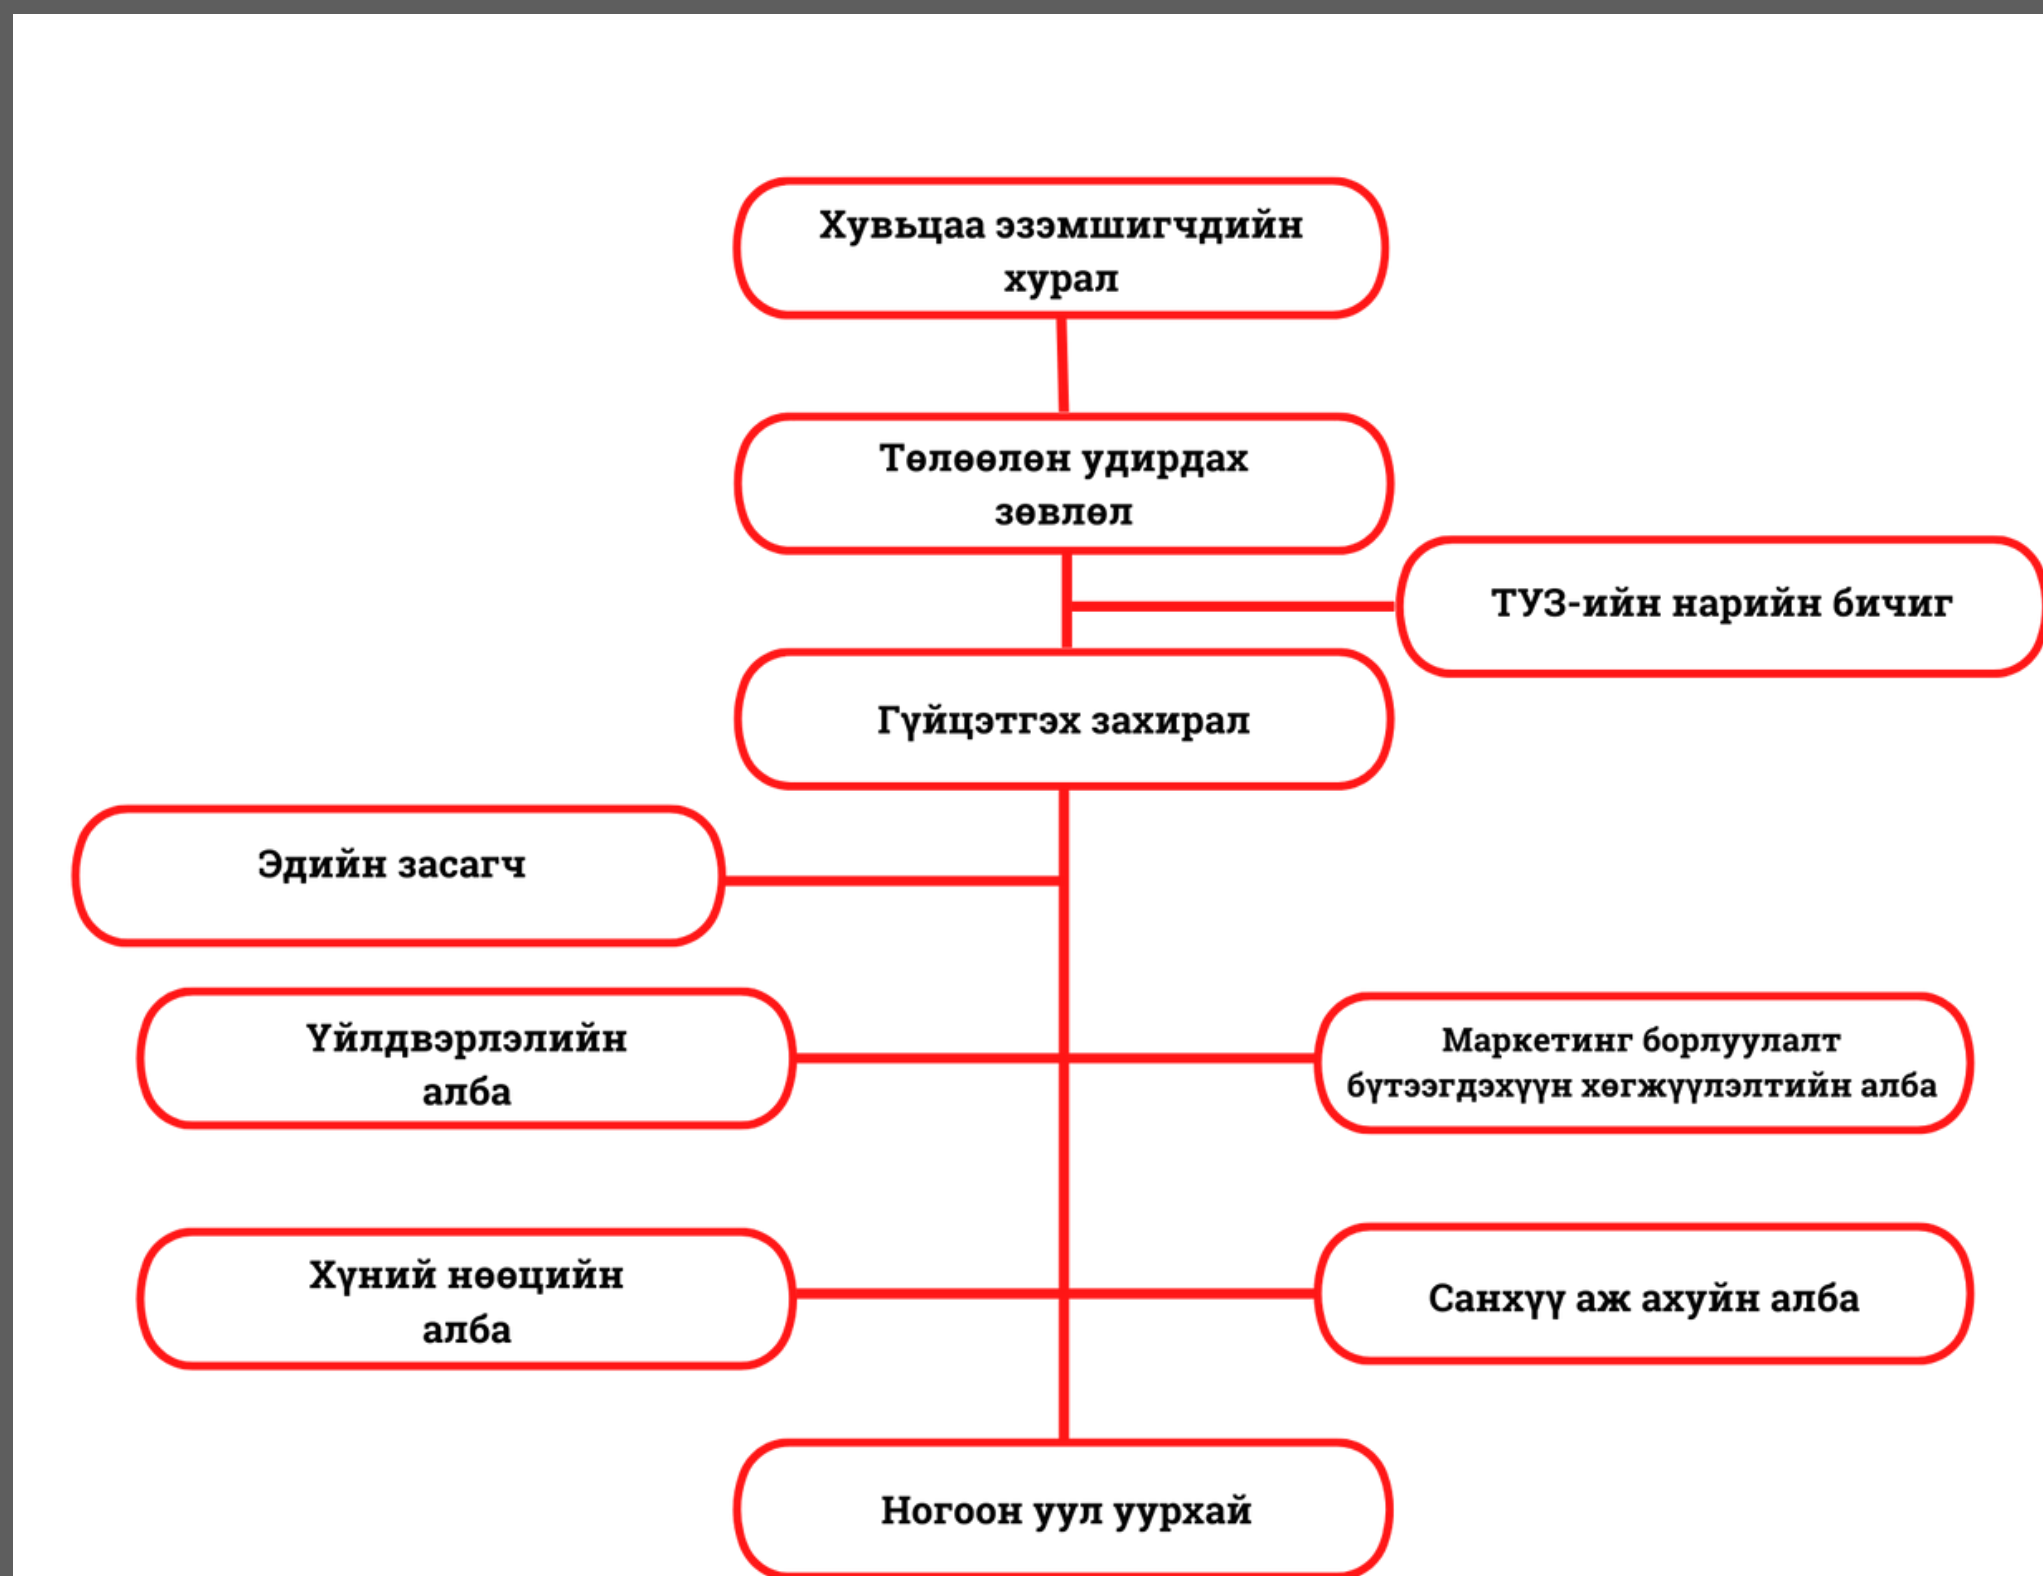 Хувьцаа эзэмшигчдийн
хурал
Төлөөлөн удирдах
зөвлөл
ТУЗ-ийн нарийн бичиг
Гүйцэтгэх захирал
Эдийн засагч
Үйлдвэрлэлийн
алба
Маркетинг борлуулалт
бүтээгдэхүүн хөгжүүлэлтийн алба
Хүний нөөцийн
алба
Санхүү аж ахуйн алба
Ногоон уул уурхай